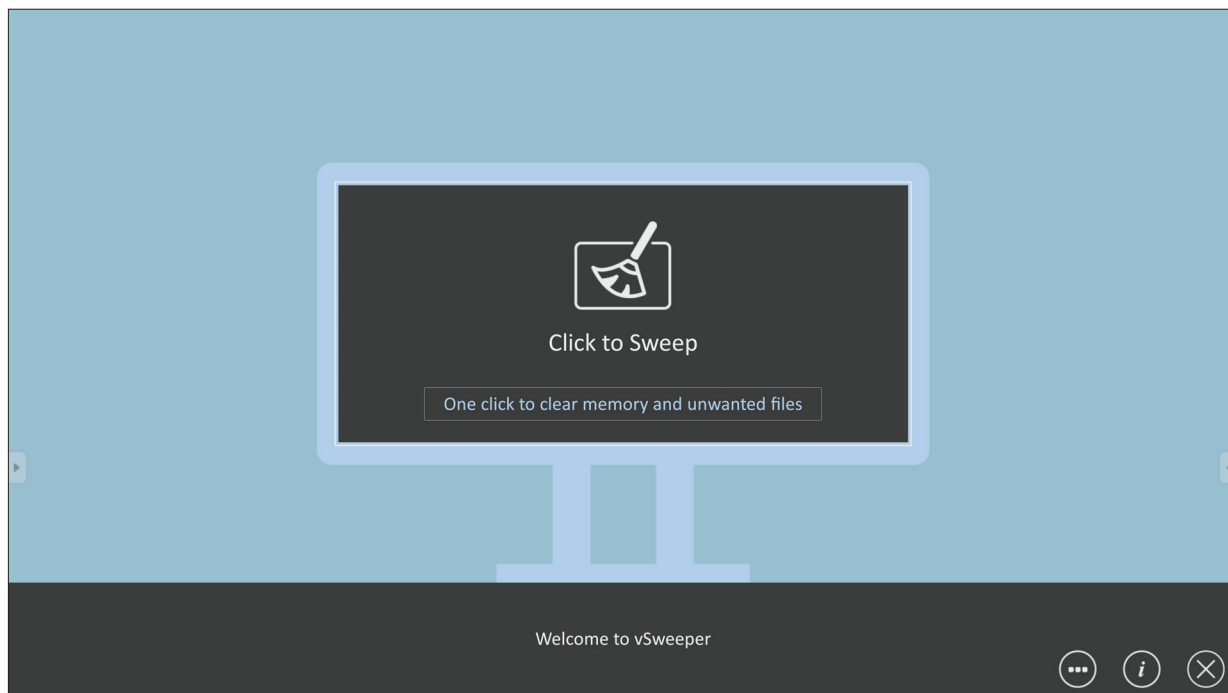 Click to Sweep
One click to clear memory and unwanted files
Welcome to vSweeper
i